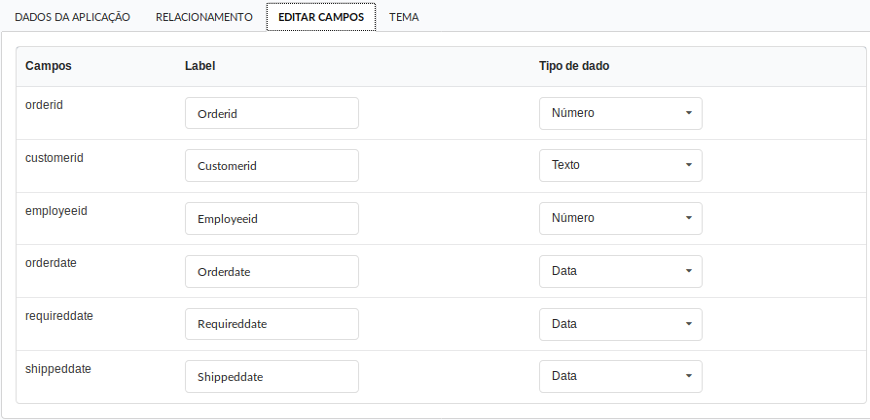 DADOS DA APLICAÇÃO RELACIONAMENTO EDITAR CAMPOS TEMA
Campos Label Tipo de dado
orderid Orderid Número
customerid Customerid Texto
employeeid Employeeid Número
orderdate Orderdate Data
requireddate Requireddate Data
shippeddate Shippeddate Data